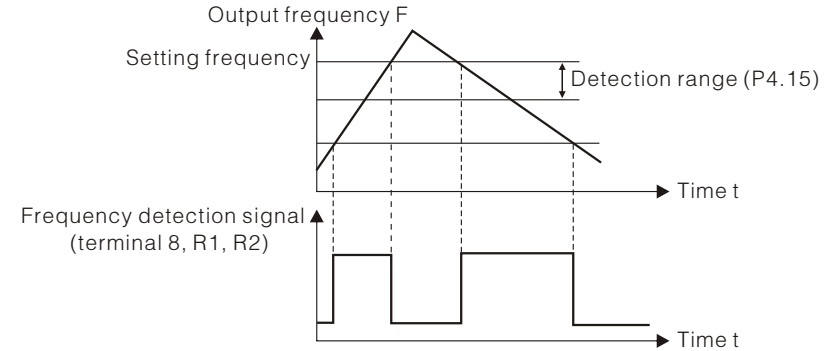 Output frequency F
Setting frequency
Detection range (P4.15)
Time t
Frequency detection signal
(terminal 8, R1, R2)
Time t